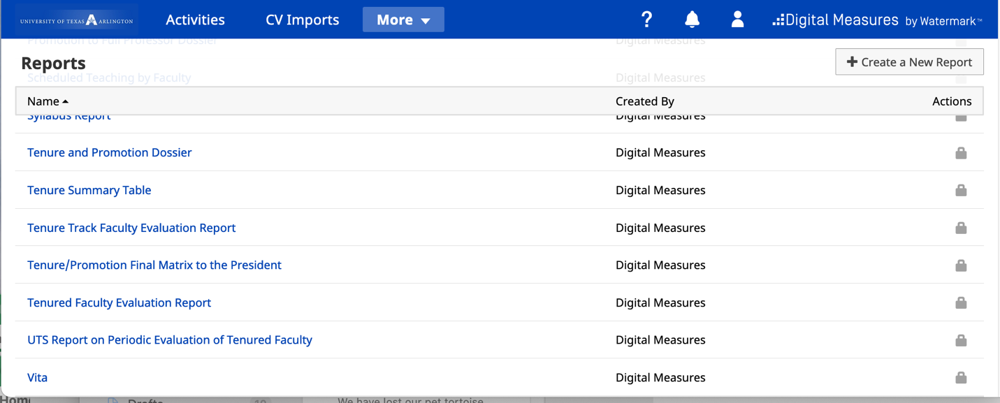 UNIVERSITY OF TEXAS A ARLINGTON Activities CV Imports More ? Digital Measures by Watermark™
Promotion to Full Professor Dossier Digital Measures
Reports + Create a New Report
Scheduled Teaching by Faculty Digital Measures
Name Created By Actions
Syllabus Report Digital Measures
Tenure and Promotion Dossier Digital Measures
Tenure Summary Table Digital Measures
Tenure Track Faculty Evaluation Report Digital Measures
Tenure/Promotion Final Matrix to the President Digital Measures
Tenured Faculty Evaluation Report Digital Measures
UTS Report on Periodic Evaluation of Tenured Faculty Digital Measures
Vita Digital Measures
Home Drafts 10 We have lost our pet tortoise